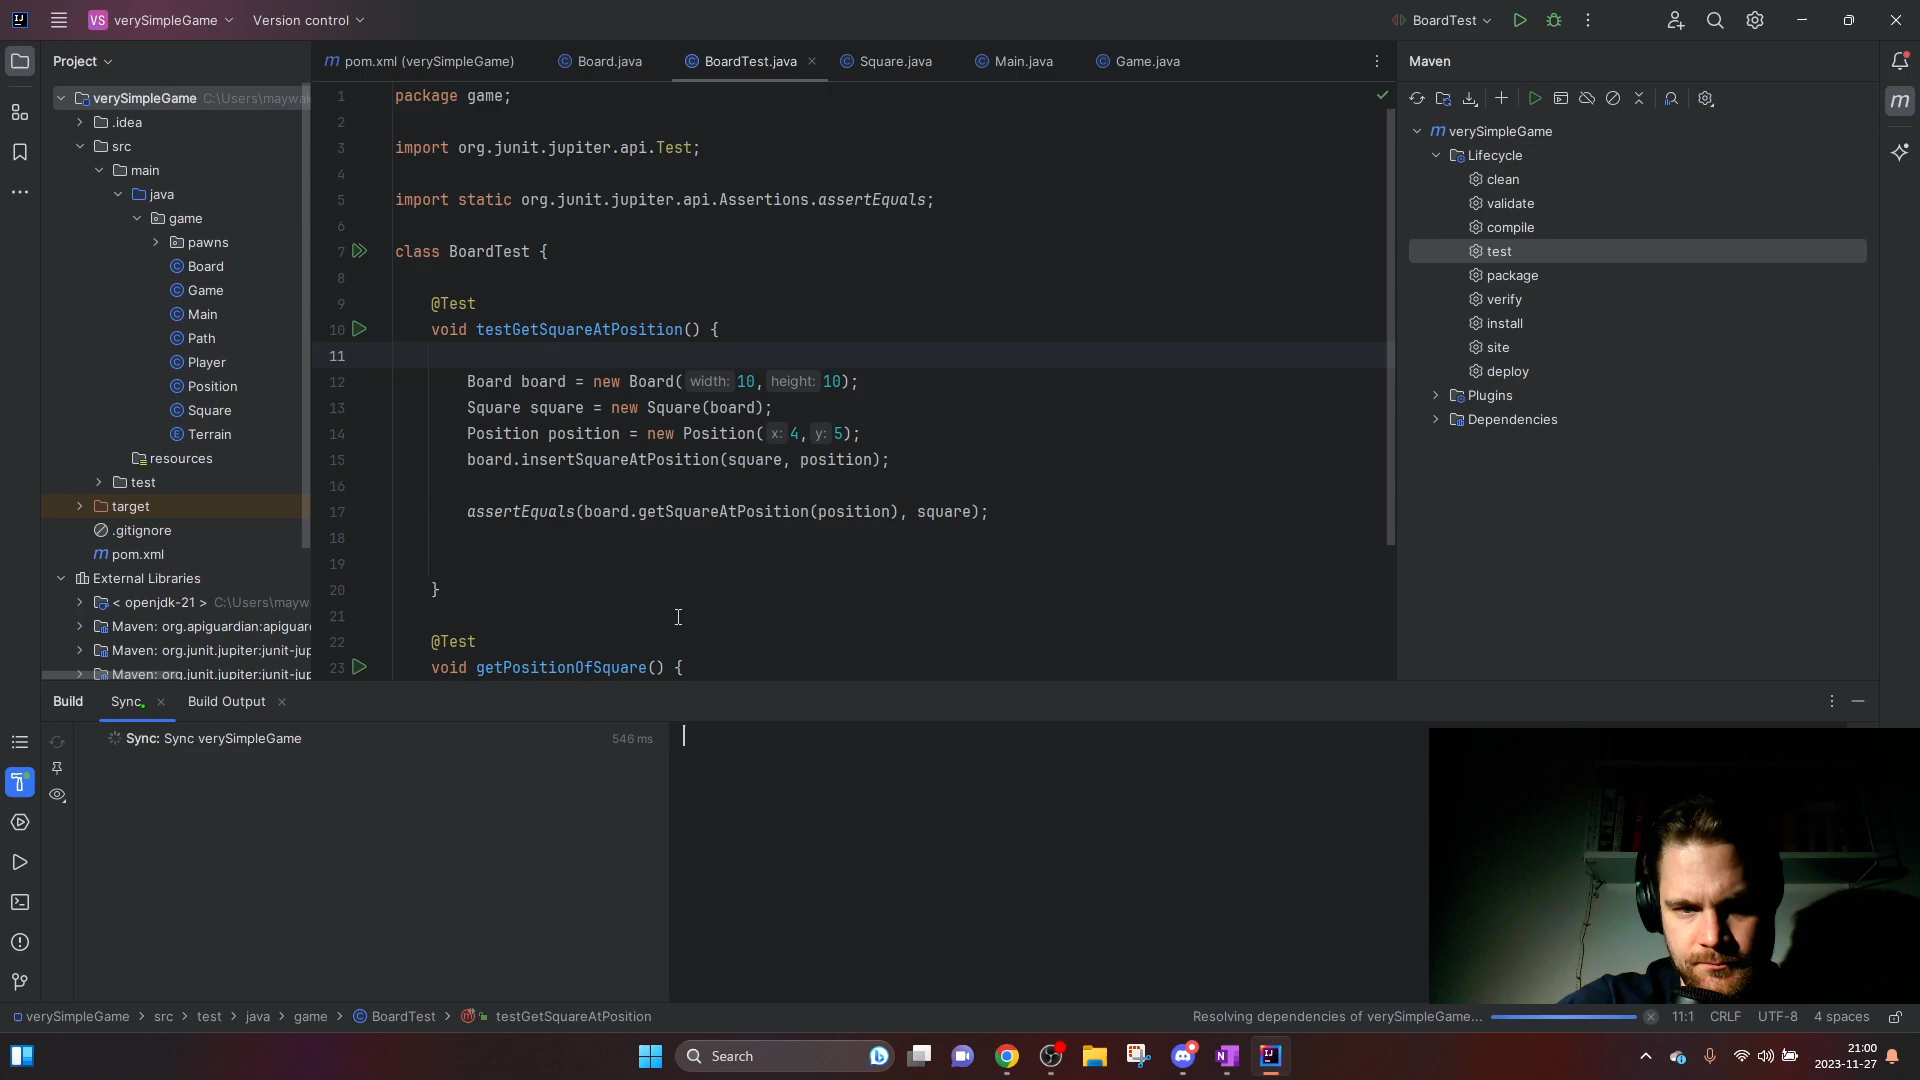 VS verySimpleGame Version control BoardTest
Project pom.xml (verySimpleGame) Board.java BoardTest.java Square.java Main.java Game.java Maven
verySimpleGame C:\Users\maywal
.idea
src
main
java
game
pawns
Board
Game
Main
Path
Player
Position
Square
Terrain
resources
test
target
.gitignore
pom.xml
External Libraries
< openjdk-21 > C:\Users\mayw
Maven: org.apiguardian:apiguar
Maven: org.junit.jupiter:junit-jup
Maven: org.junit.jupiter:junit-jup
1 package game;
2
3 import org.junit.jupiter.api.Test;
4
5 import static org.junit.jupiter.api.Assertions.assertEquals;
6
7 class BoardTest {
8
9 @Test
10 void testGetSquareAtPosition() {
11
12 Board board = new Board( width: 10, height: 10);
13 Square square = new Square(board);
14 Position position = new Position( x: 4, y: 5);
15 board.insertSquareAtPosition(square, position);
16
17 assertEquals(board.getSquareAtPosition(position), square);
18
19
20 }
21
22 @Test
23 void getPositionOfSquare() {
m verySimpleGame
Lifecycle
clean
validate
compile
test
package
verify
install
site
deploy
Plugins
Dependencies
Build Sync Build Output
Sync: Sync verySimpleGame 546 ms
verySimpleGame > src > test > java > game > BoardTest > testGetSquareAtPosition
Resolving dependencies of verySimpleGame... 11:1 CRLF UTF-8 4 spaces
Search
21:00
2023-11-27